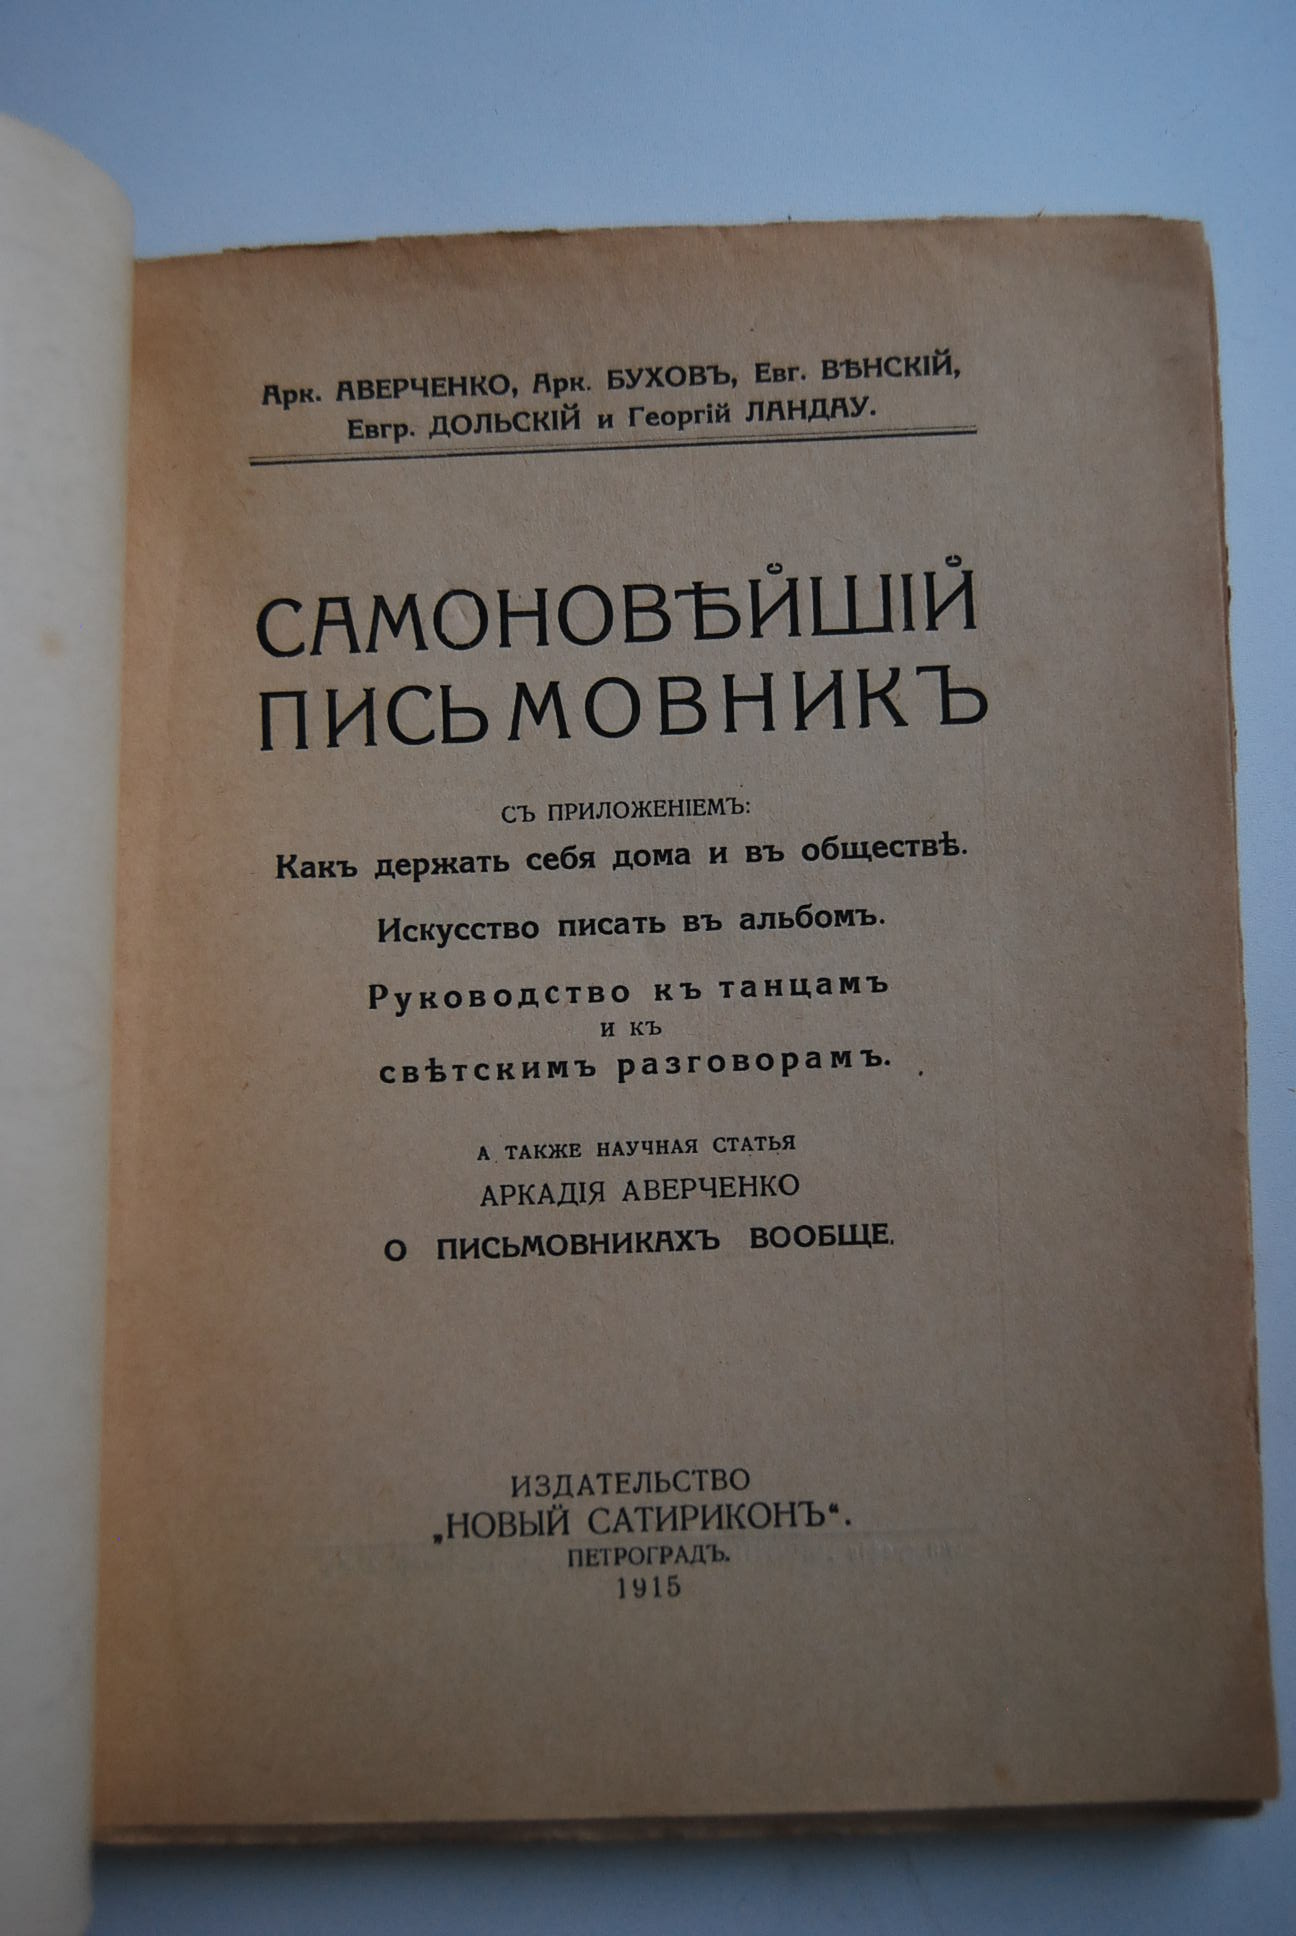 Арк. АВЕРЧЕНКО, Арк. БУХОВЪ, Евг. ВѢНСКІЙ,
Евгр. ДОЛЬСКІЙ и Георгій ЛАНДАУ.
САМОНОВѢЙШІЙ
ПИСЬМОВНИКЪ
СЪ ПРИЛОЖЕНІЕМЪ:
Какъ держать себя дома и въ обществѣ.
Искусство писать въ альбомъ.
Руководство къ танцамъ
и къ
свѣтскимъ разговорамъ.
А ТАКЖЕ НАУЧНАЯ СТАТЬЯ
АРКАДІЯ АВЕРЧЕНКО
О ПИСЬМОВНИКАХЪ ВООБЩЕ.
ИЗДАТЕЛЬСТВО
„НОВЫЙ САТИРИКОНЪ“.
ПЕТРОГРАДЪ.
1915